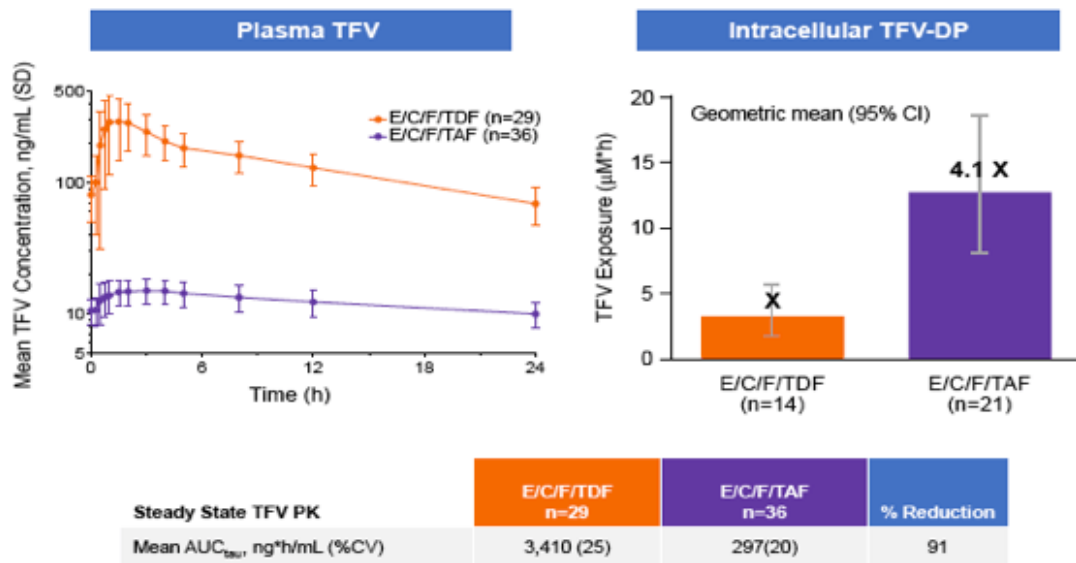 Plasma TFV
Mean TFV Concentration, ng/mL (SD)
500
100
10
5
E/C/F/TDF (n=29)
E/C/F/TAF (n=36)
0
6
12
18
24
Time (h)
Intracellular TFV-DP
TFV Exposure (µM*h)
20
15
10
5
0
Geometric mean (95% CI)
X
4.1 X
E/C/F/TDF
(n=14)
E/C/F/TAF
(n=21)
Steady State TFV PK
E/C/F/TDF
n=29
E/C/F/TAF
n=36
% Reduction
Mean AUCtau, ng*h/mL (%CV)
3,410 (25)
297(20)
91